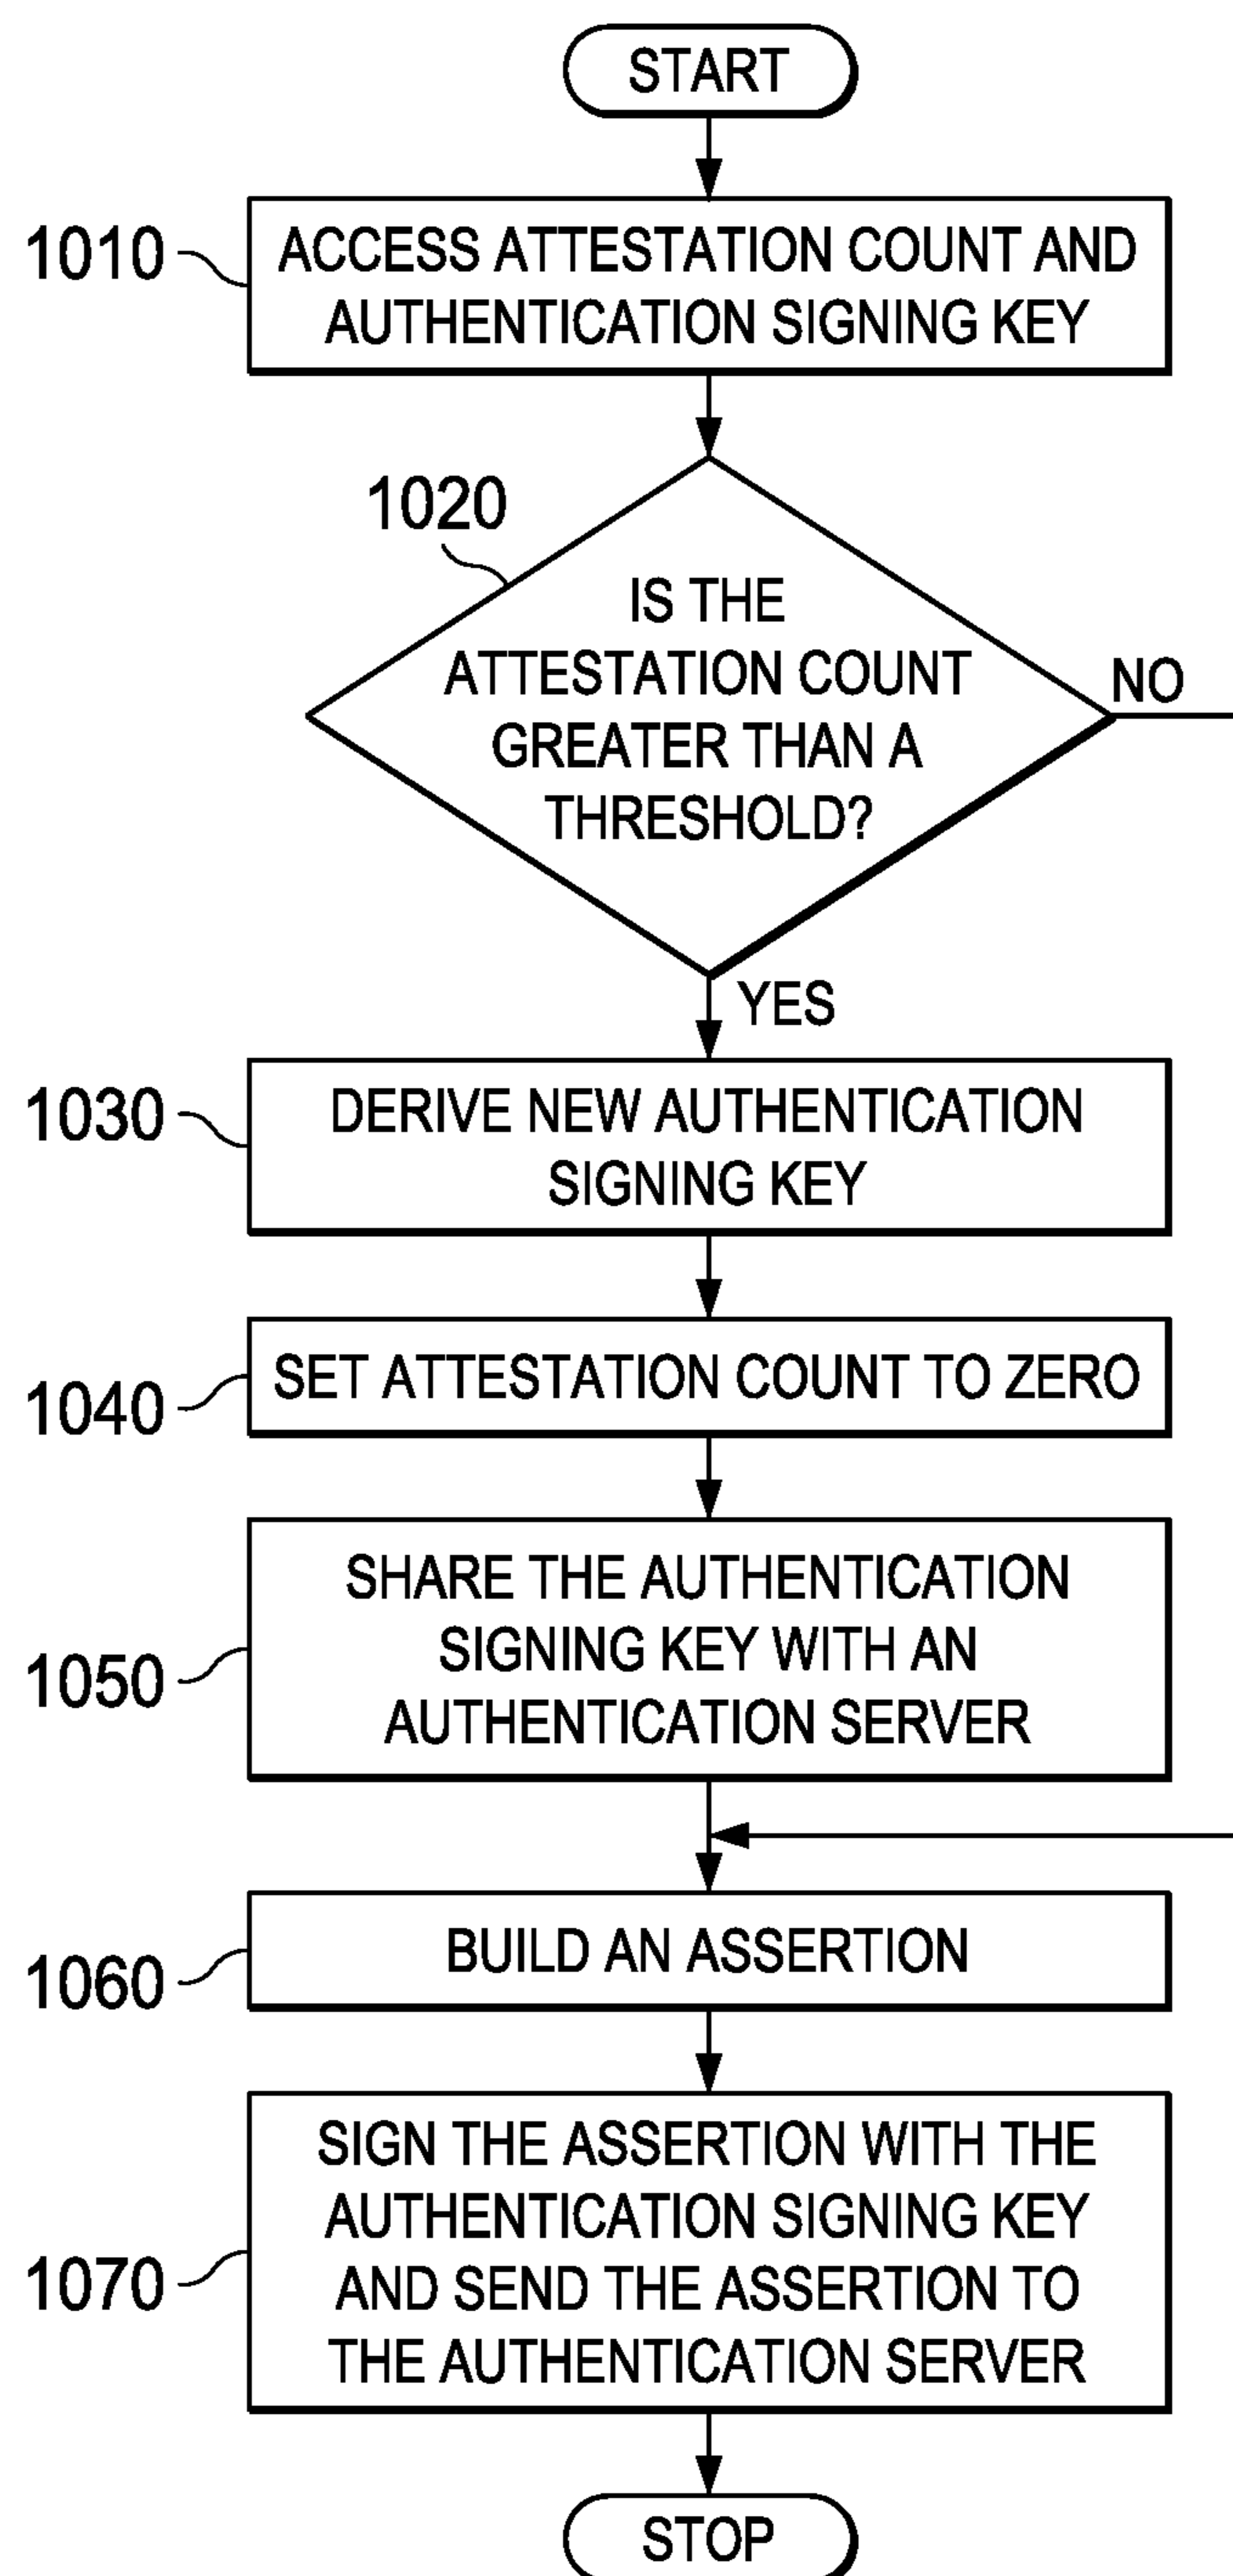 START
1010
ACCESS ATTESTATION COUNT AND
AUTHENTICATION SIGNING KEY
1020
IS THE
ATTESTATION COUNT
GREATER THAN A
THRESHOLD?
NO
YES
1030
DERIVE NEW AUTHENTICATION
SIGNING KEY
1040
SET ATTESTATION COUNT TO ZERO
1050
SHARE THE AUTHENTICATION
SIGNING KEY WITH AN
AUTHENTICATION SERVER
1060
BUILD AN ASSERTION
1070
SIGN THE ASSERTION WITH THE
AUTHENTICATION SIGNING KEY
AND SEND THE ASSERTION TO
THE AUTHENTICATION SERVER
STOP